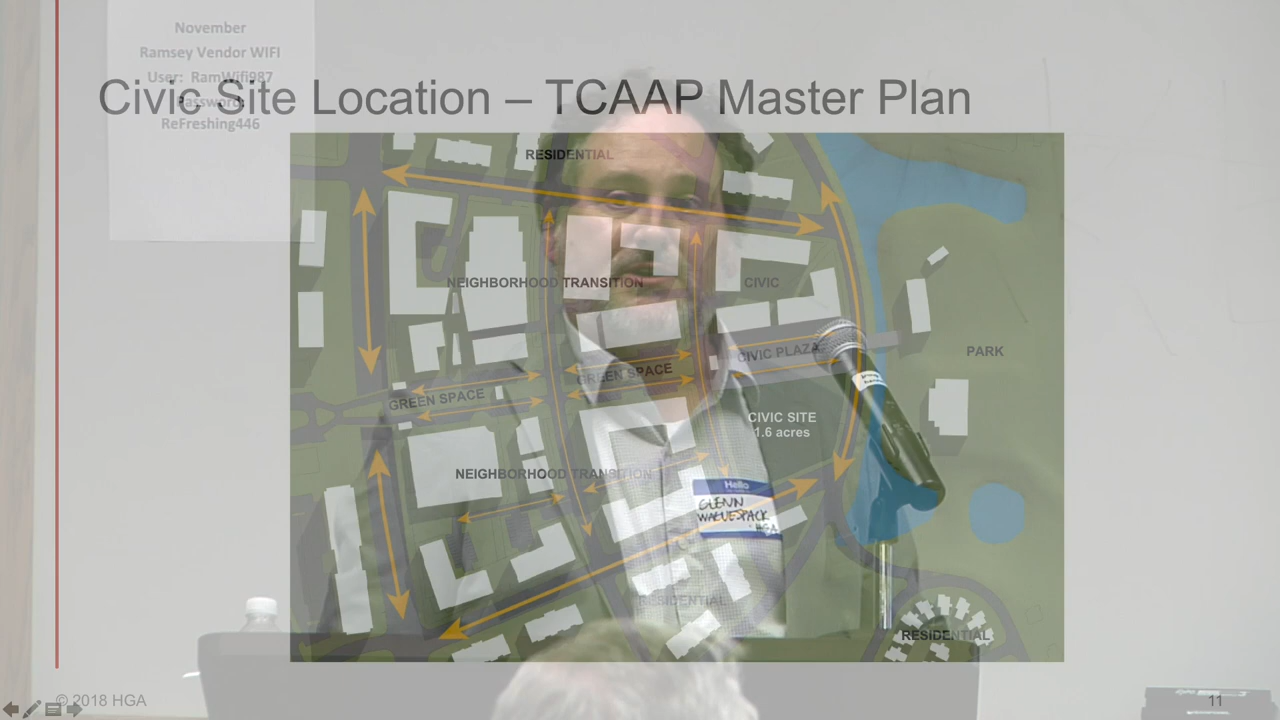 November
Ramsey Vendor WIFI
User: RamWifi987
Password:
ReFreshing446
Civic Site Location – TCAAP Master Plan
RESIDENTIAL
NEIGHBORHOOD TRANSITION
CIVIC
CIVIC PLAZA
PARK
GREEN SPACE
GREEN SPACE
CIVIC SITE
1.6 acres
NEIGHBORHOOD TRANSITION
Hello
GLENN
WAGUESPACK
HGA
RESIDENTIAL
RESIDENTIAL
© 2018 HGA
11